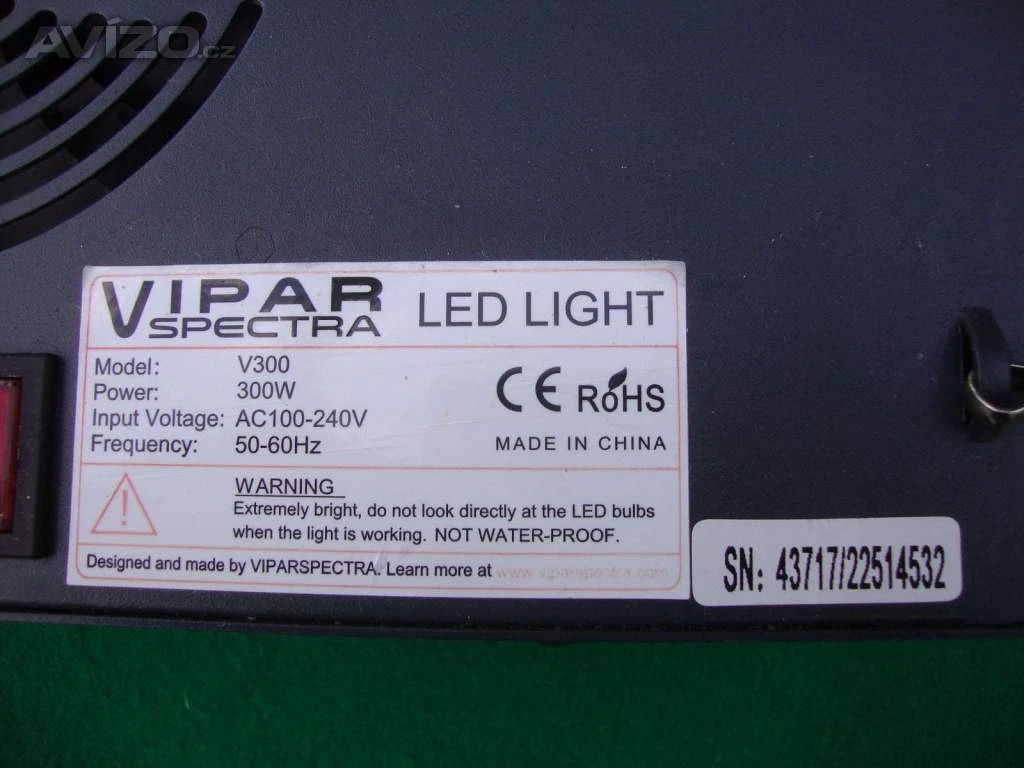 AVÍZO.cz
VIPAR
SPECTRA
LED LIGHT
Model: V300
Power: 300W
Input Voltage: AC100-240V
Frequency: 50-60Hz
CE RoHS
MADE IN CHINA
WARNING
Extremely bright, do not look directly at the LED bulbs
when the light is working. NOT WATER-PROOF.
Designed and made by VIPARSPECTRA. Learn more at www.viparspectra.com
SN: 43717/22514532